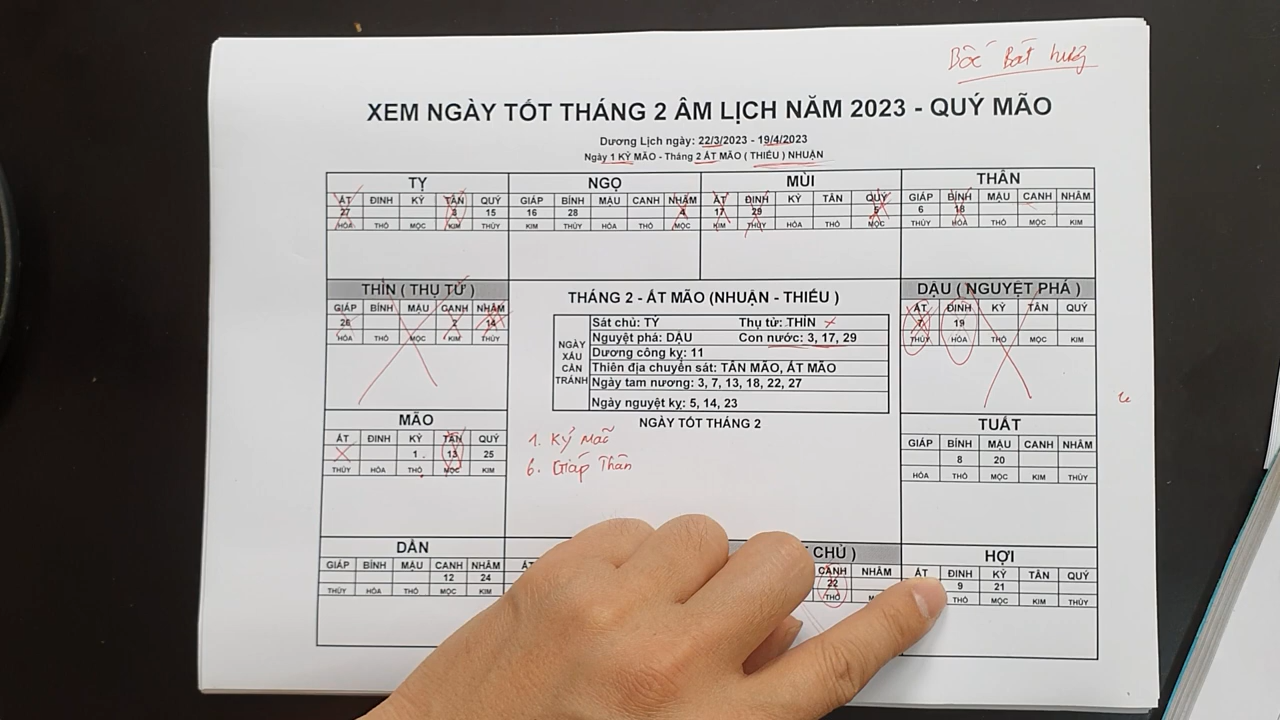 Bốc Bát hương
XEM NGÀY TỐT THÁNG 2 ÂM LỊCH NĂM 2023 - QUÝ MÃO
Dương Lịch ngày: 22/3/2023 - 19/4/2023
Ngày 1 KỶ MÃO - Tháng 2 ẤT MÃO ( THIẾU ) NHUẬN
TỴ NGỌ MÙI THÂN
ẤT ĐINH KỶ TÂN QUÝ GIÁP BÍNH MẬU CANH NHÂM ẤT ĐINH KỶ TÂN QUÝ GIÁP BÍNH MẬU CANH NHÂM
27 3 15 16 28 4 17 29 5 6 18
HỎA THỔ MỘC KIM THỦY KIM THỦY HỎA THỔ MỘC KIM THỦY HỎA THỔ MỘC THỦY HỎA THỔ MỘC KIM
THÌN ( THỤ TỬ )
GIÁP BÍNH MẬU CANH NHÂM
26 2 14
HỎA THỔ MỘC KIM THỦY
THÁNG 2 - ẤT MÃO (NHUẬN - THIẾU )
NGÀY XẤU CẦN TRÁNH
Sát chủ: TÝ Thụ tử: THÌN
Nguyệt phá: DẬU Con nước: 3, 17, 29
Dương công kỵ: 11
Thiên địa chuyển sát: TÂN MÃO, ẤT MÃO
Ngày tam nương: 3, 7, 13, 18, 22, 27
Ngày nguyệt kỵ: 5, 14, 23
DẬU ( NGUYỆT PHÁ )
ẤT ĐINH KỶ TÂN QUÝ
7 19
THỦY HỎA THỔ MỘC KIM
MÃO
ẤT ĐINH KỶ TÂN QUÝ
1 13 25
THỦY HỎA THỔ MỘC KIM
NGÀY TỐT THÁNG 2
1. Kỷ Mão
6. Giáp Thân
TUẤT
GIÁP BÍNH MẬU CANH NHÂM
8 20
HỎA THỔ MỘC KIM THỦY
DẦN
GIÁP BÍNH MẬU CANH NHÂM
12 24
THỦY HỎA THỔ MỘC KIM
CHỦ )
CANH NHÂM
22
THỔ
HỢI
ẤT ĐINH KỶ TÂN QUÝ
9 21
THỔ MỘC KIM THỦY